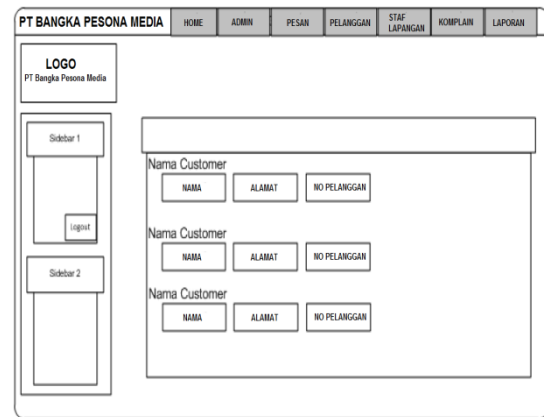 PT BANGKA PESONA MEDIA
HOME
ADMIN
PESAN
PELANGGAN
STAF
LAPANGAN
KOMPLAIN
LAPORAN
LOGO
PT Bangka Pesona Media
Sidebar 1
Logout
Sidebar 2
Nama Customer
NAMA ALAMAT NO PELANGGAN
Nama Customer
NAMA ALAMAT NO PELANGGAN
Nama Customer
NAMA ALAMAT NO PELANGGAN